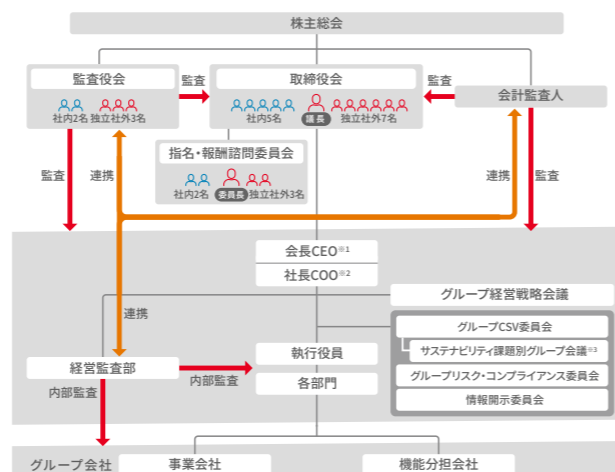 株主総会
監査役会
監査
取締役会
監査
会計監査人
社内2名 独立社外3名
社内5名 議長 独立社外7名
指名・報酬諮問委員会
社内2名 委員長 独立社外3名
監査
連携
連携
監査
会長CEO※1
社長COO※2
グループ経営戦略会議
連携
グループCSV委員会
サステナビリティ課題別グループ会議※3
グループリスク・コンプライアンス委員会
情報開示委員会
執行役員
経営監査部
内部監査
各部門
内部監査
グループ会社
事業会社
機能分担会社